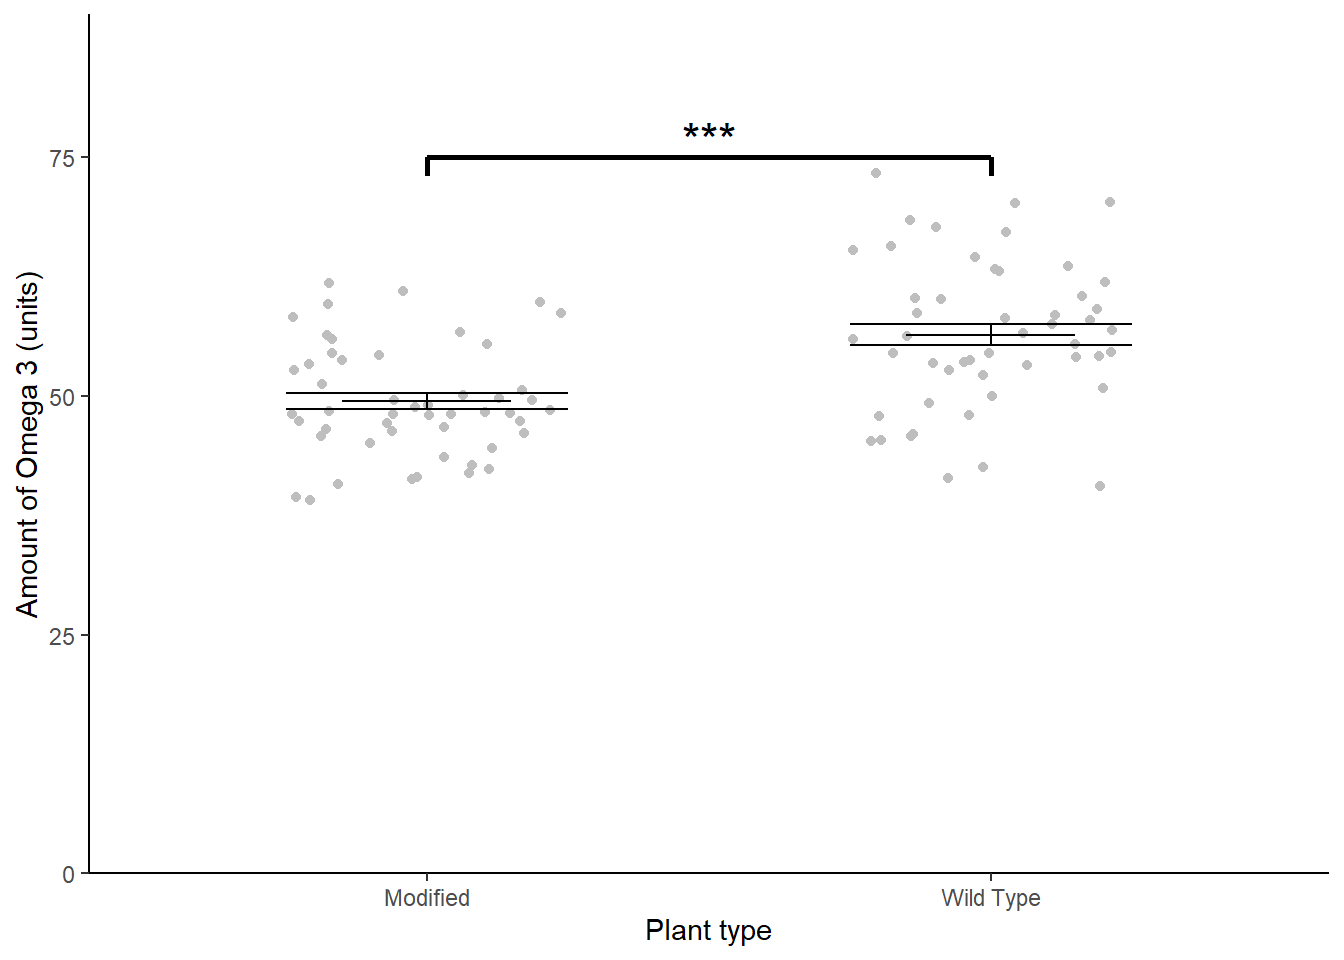 ***
75
50
25
0
Amount of Omega 3 (units)
Modified
Wild Type
Plant type